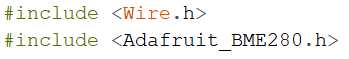 #include <Wire.h>
#include <Adafruit_BME280.h>